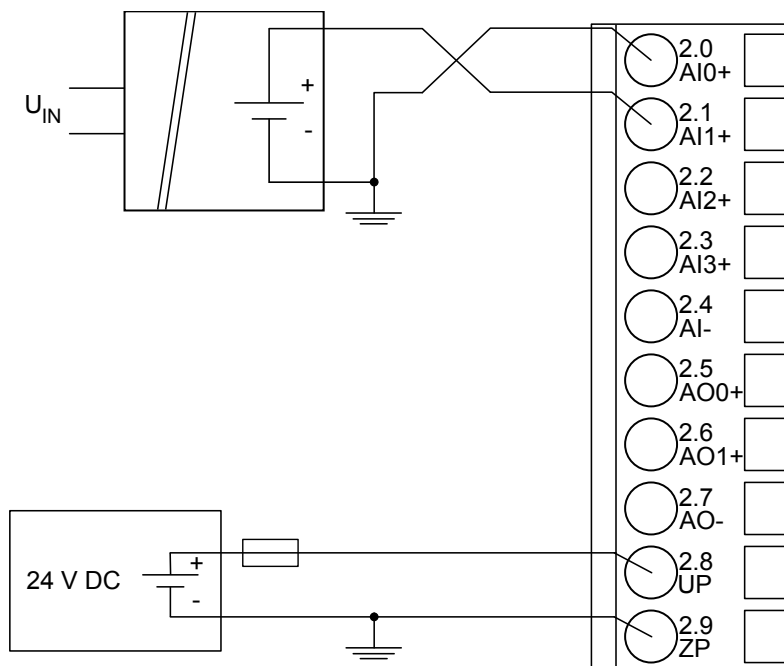 U_IN
+
-
2.0
AI0+
2.1
AI1+
2.2
AI2+
2.3
AI3+
2.4
AI-
2.5
AO0+
2.6
AO1+
2.7
AO-
24 V DC
+
-
2.8
UP
2.9
ZP